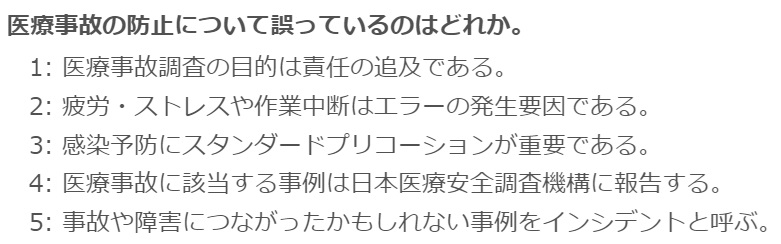 医療事故の防止について誤っているのはどれか。
1: 医療事故調査の目的は責任の追及である。
2: 疲労・ストレスや作業中断はエラーの発生要因である。
3: 感染予防にスタンダードプリコーションが重要である。
4: 医療事故に該当する事例は日本医療安全調査機構に報告する。
5: 事故や障害につながったかもしれない事例をインシデントと呼ぶ。